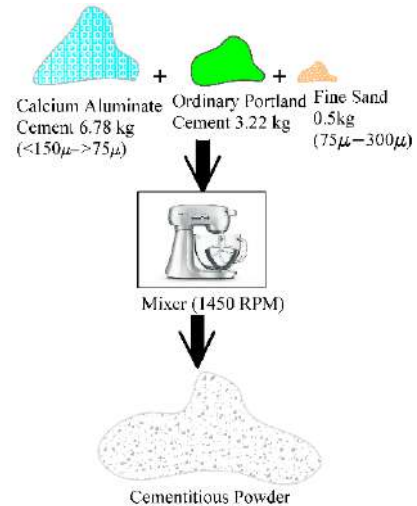 +
+
Calcium Aluminate
Cement 6.78 kg
(<150µ–>75µ)
Ordinary Portland
Cement 3.22 kg
Fine Sand
0.5kg
(75µ–300µ)
Mixer (1450 RPM)
Cementitious Powder